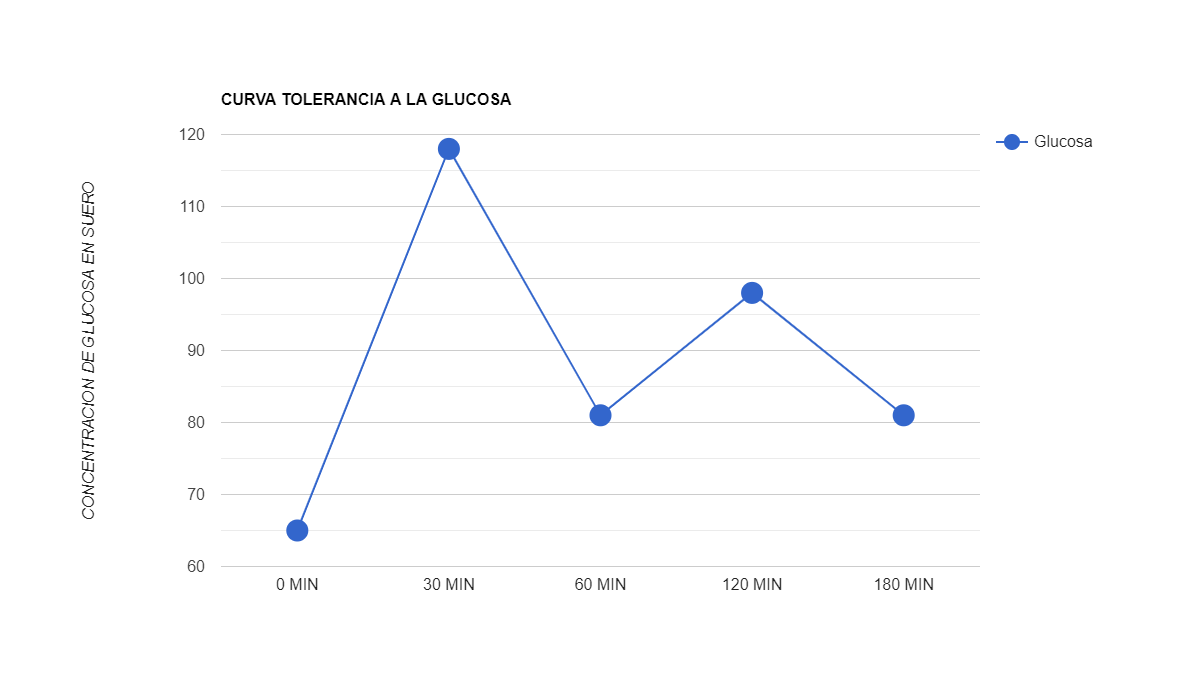 CURVA TOLERANCIA A LA GLUCOSA
Glucosa
CONCENTRACION DE GLUCOSA EN SUERO
120
110
100
90
80
70
60
0 MIN
30 MIN
60 MIN
120 MIN
180 MIN